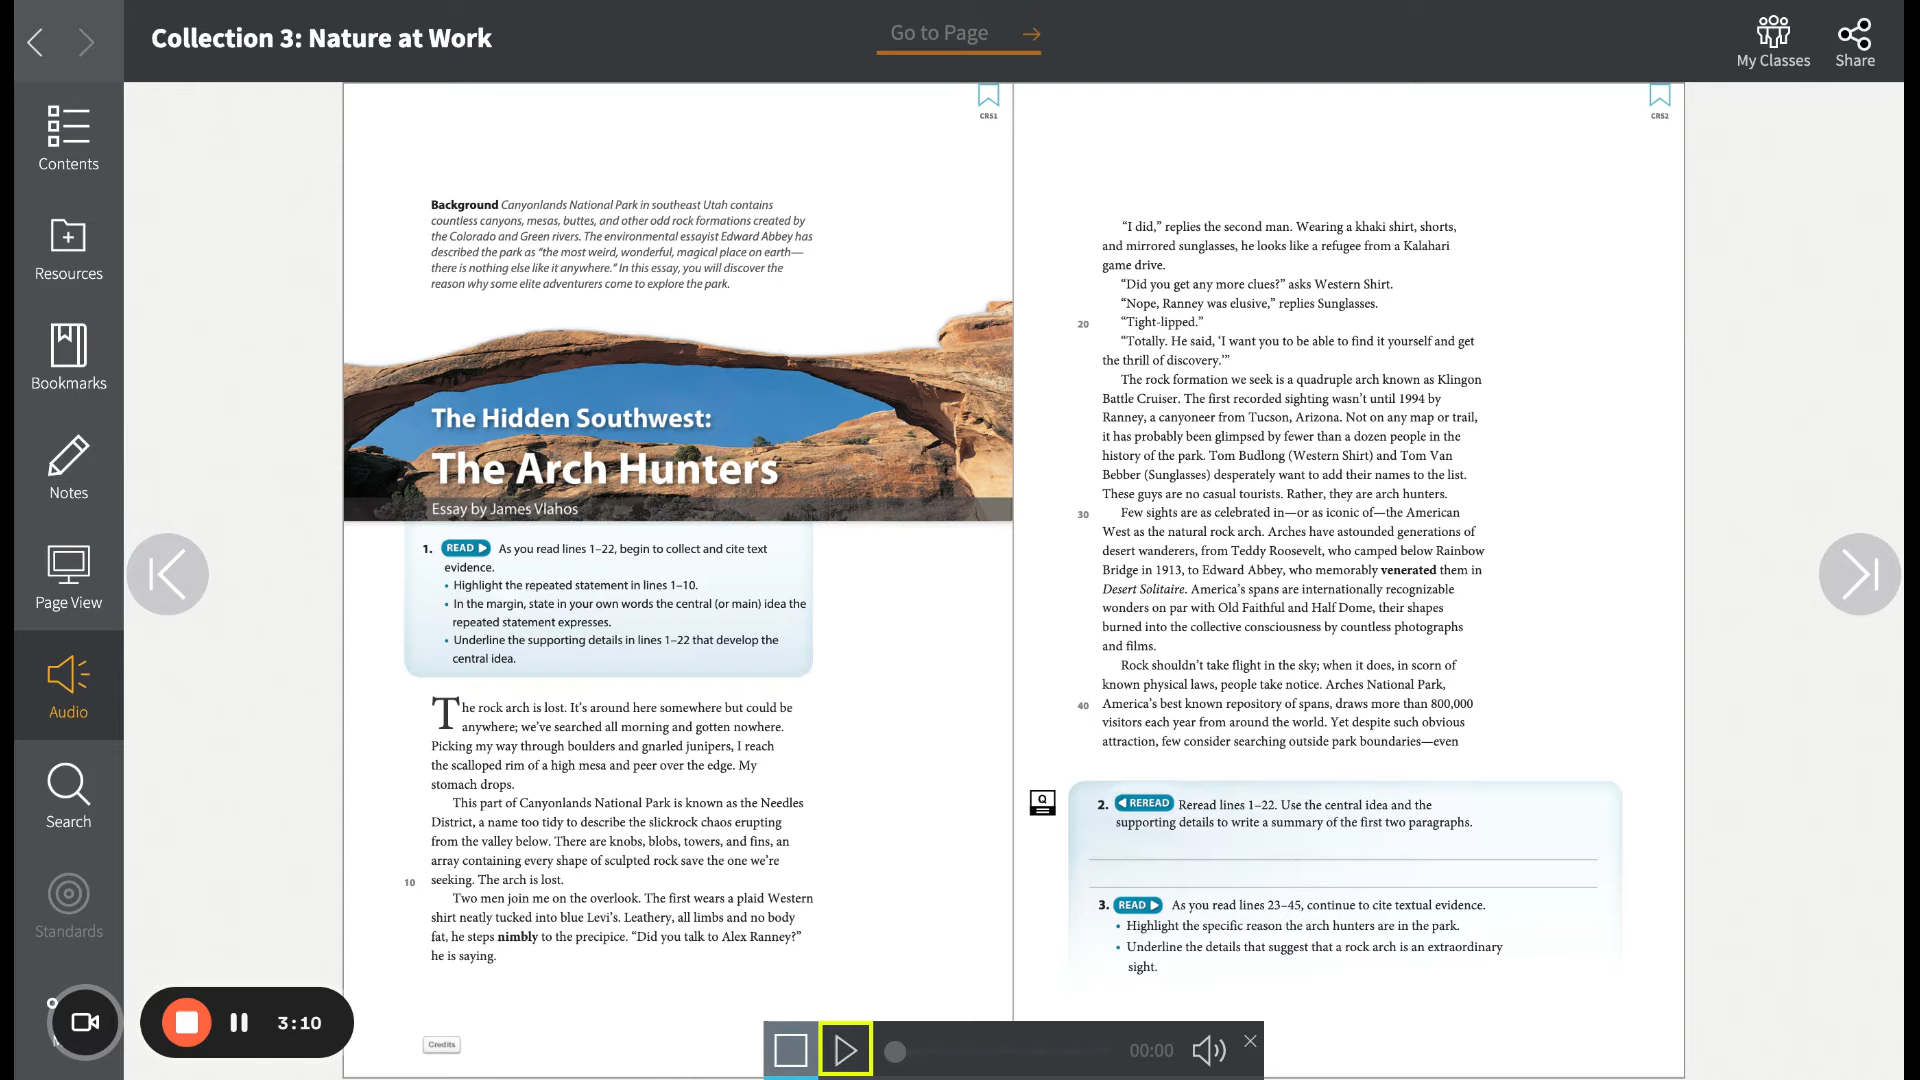 Collection 3: Nature at Work
Go to Page
My Classes
Share
Contents
Resources
Bookmarks
Notes
Page View
Audio
Search
Standards
3:10
CR51
Background Canyonlands National Park in southeast Utah contains
countless canyons, mesas, buttes, and other odd rock formations created by
the Colorado and Green rivers. The environmental essayist Edward Abbey has
described the park as “the most weird, wonderful, magical place on earth—
there is nothing else like it anywhere.” In this essay, you will discover the
reason why some elite adventurers come to explore the park.
The Hidden Southwest:
The Arch Hunters
Essay by James Vlahos
1. READ As you read lines 1–22, begin to collect and cite text
evidence.
• Highlight the repeated statement in lines 1–10.
• In the margin, state in your own words the central (or main) idea the
repeated statement expresses.
• Underline the supporting details in lines 1–22 that develop the
central idea.
The rock arch is lost. It’s around here somewhere but could be
anywhere; we’ve searched all morning and gotten nowhere.
Picking my way through boulders and gnarled junipers, I reach
the scalloped rim of a high mesa and peer over the edge. My
stomach drops.
This part of Canyonlands National Park is known as the Needles
District, a name too tidy to describe the slickrock chaos erupting
from the valley below. There are knobs, blobs, towers, and fins, an
array containing every shape of sculpted rock save the one we’re
10 seeking. The arch is lost.
Two men join me on the overlook. The first wears a plaid Western
shirt neatly tucked into blue Levi’s. Leathery, all limbs and no body
fat, he steps nimbly to the precipice. “Did you talk to Alex Ranney?”
he is saying.
Credits
CR52
“I did,” replies the second man. Wearing a khaki shirt, shorts,
and mirrored sunglasses, he looks like a refugee from a Kalahari
game drive.
“Did you get any more clues?” asks Western Shirt.
“Nope, Ranney was elusive,” replies Sunglasses.
20 “Tight-lipped.”
“Totally. He said, ‘I want you to be able to find it yourself and get
the thrill of discovery.’”
The rock formation we seek is a quadruple arch known as Klingon
Battle Cruiser. The first recorded sighting wasn’t until 1994 by
Ranney, a canyoneer from Tucson, Arizona. Not on any map or trail,
it has probably been glimpsed by fewer than a dozen people in the
history of the park. Tom Budlong (Western Shirt) and Tom Van
Bebber (Sunglasses) desperately want to add their names to the list.
These guys are no casual tourists. Rather, they are arch hunters.
30 Few sights are as celebrated in—or as iconic of—the American
West as the natural rock arch. Arches have astounded generations of
desert wanderers, from Teddy Roosevelt, who camped below Rainbow
Bridge in 1913, to Edward Abbey, who memorably venerated them in
Desert Solitaire. America’s spans are internationally recognizable
wonders on par with Old Faithful and Half Dome, their shapes
burned into the collective consciousness by countless photographs
and films.
Rock shouldn’t take flight in the sky; when it does, in scorn of
known physical laws, people take notice. Arches National Park,
40 America’s best known repository of spans, draws more than 800,000
visitors each year from around the world. Yet despite such obvious
attraction, few consider searching outside park boundaries—even
Q
2. REREAD Reread lines 1–22. Use the central idea and the
supporting details to write a summary of the first two paragraphs.
3. READ As you read lines 23–45, continue to cite textual evidence.
• Highlight the specific reason the arch hunters are in the park.
• Underline the details that suggest that a rock arch is an extraordinary
sight.
00:00